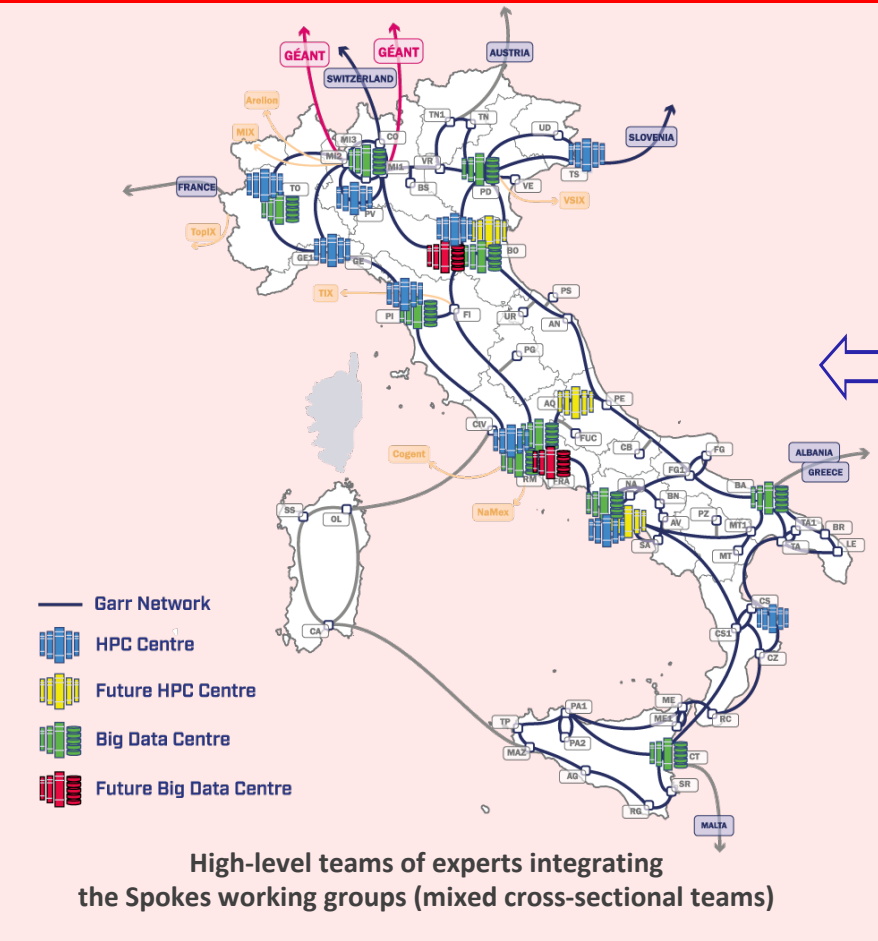 GÉANT
GÉANT
AUSTRIA
SWITZERLAND
Arelion
MIX
MI3
CO
TN1
TN
UD
SLOVENIA
MI2
MI1
VR
TS
FRANCE
TO
BS
PD
VE
VSIX
PV
TopIX
GE1
GE
BO
TIX
PI
FI
PS
UR
AN
PG
AQ
PE
CIV
FUC
CB
Cogent
RM
FRA
FG
FG1
ALBANIA
GREECE
NaMex
NA
BN
BA
SS
OL
AV
PZ
MT1
TA1
BR
SA
MT
TA
LE
Garr Network
CS
CA
CS1
HPC Centre
CZ
Future HPC Centre
ME
PA1
ME1
RC
TP
Big Data Centre
PA2
MAZ
CT
AG
SR
Future Big Data Centre
RG
MALTA
High-level teams of experts integrating
the Spokes working groups (mixed cross-sectional teams)